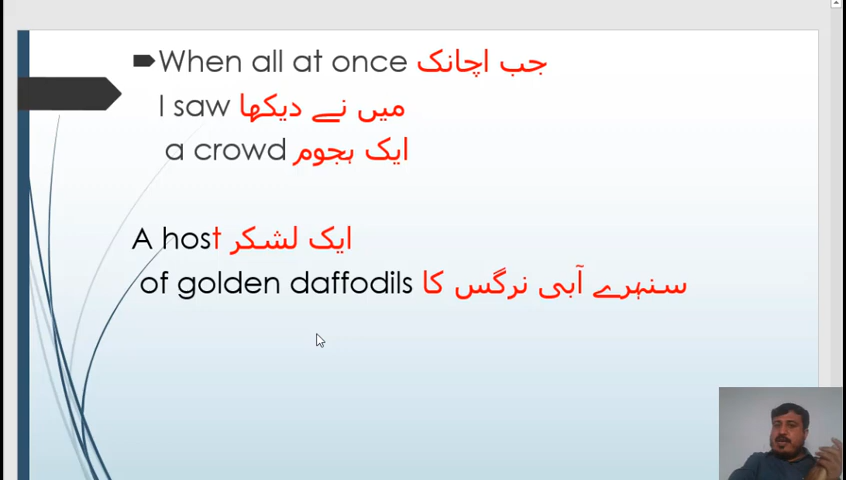 When all at once جب اچانک
I saw میں نے دیکھا
a crowd ایک ہجوم
A host ایک لشکر
of golden daffodils سنہرے آبی نرگس کا